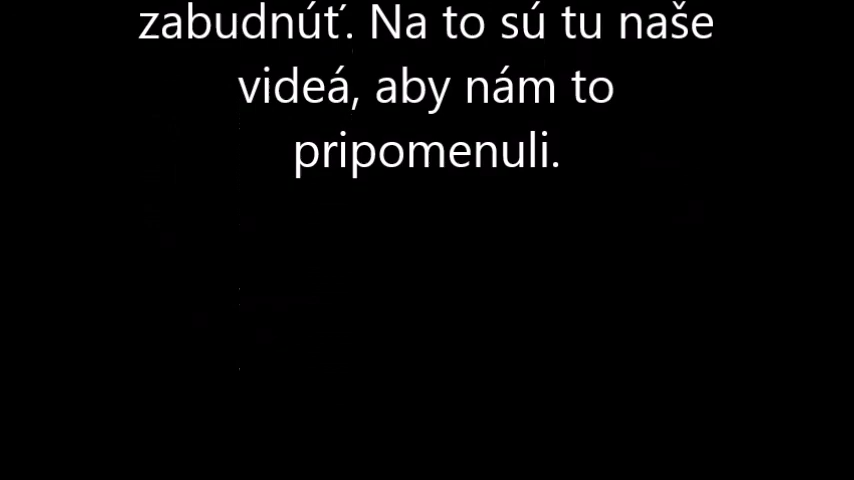 zabudnúť. Na to sú tu naše
videá, aby nám to
pripomenuli.